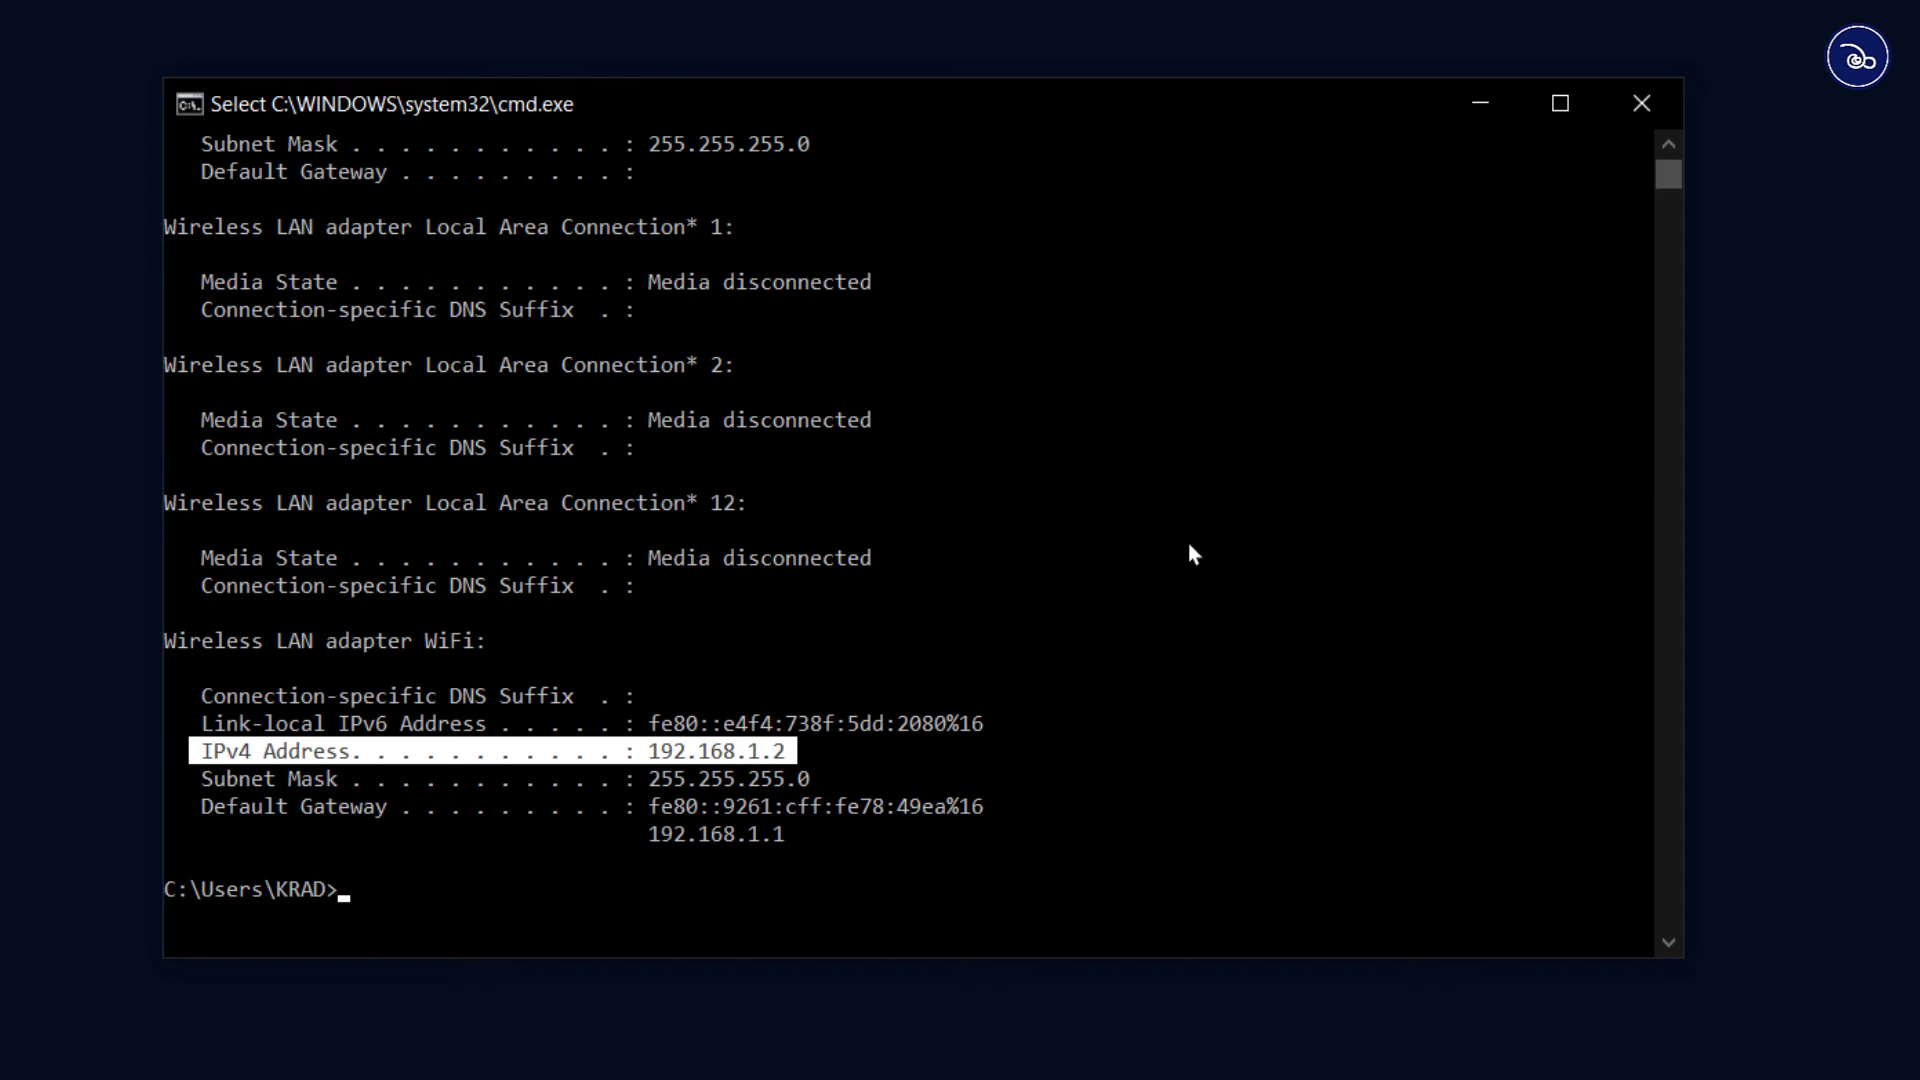 Select C:\WINDOWS\system32\cmd.exe
Subnet Mask . . . . . . . . . . . : 255.255.255.0
Default Gateway . . . . . . . . . :
Wireless LAN adapter Local Area Connection* 1:
Media State . . . . . . . . . . . : Media disconnected
Connection-specific DNS Suffix  . :
Wireless LAN adapter Local Area Connection* 2:
Media State . . . . . . . . . . . : Media disconnected
Connection-specific DNS Suffix  . :
Wireless LAN adapter Local Area Connection* 12:
Media State . . . . . . . . . . . : Media disconnected
Connection-specific DNS Suffix  . :
Wireless LAN adapter WiFi:
Connection-specific DNS Suffix  . :
Link-local IPv6 Address . . . . . : fe80::e4f4:738f:5dd:2080%16
IPv4 Address. . . . . . . . . . . : 192.168.1.2
Subnet Mask . . . . . . . . . . . : 255.255.255.0
Default Gateway . . . . . . . . . : fe80::9261:cff:fe78:49ea%16
192.168.1.1
C:\Users\KRAD>